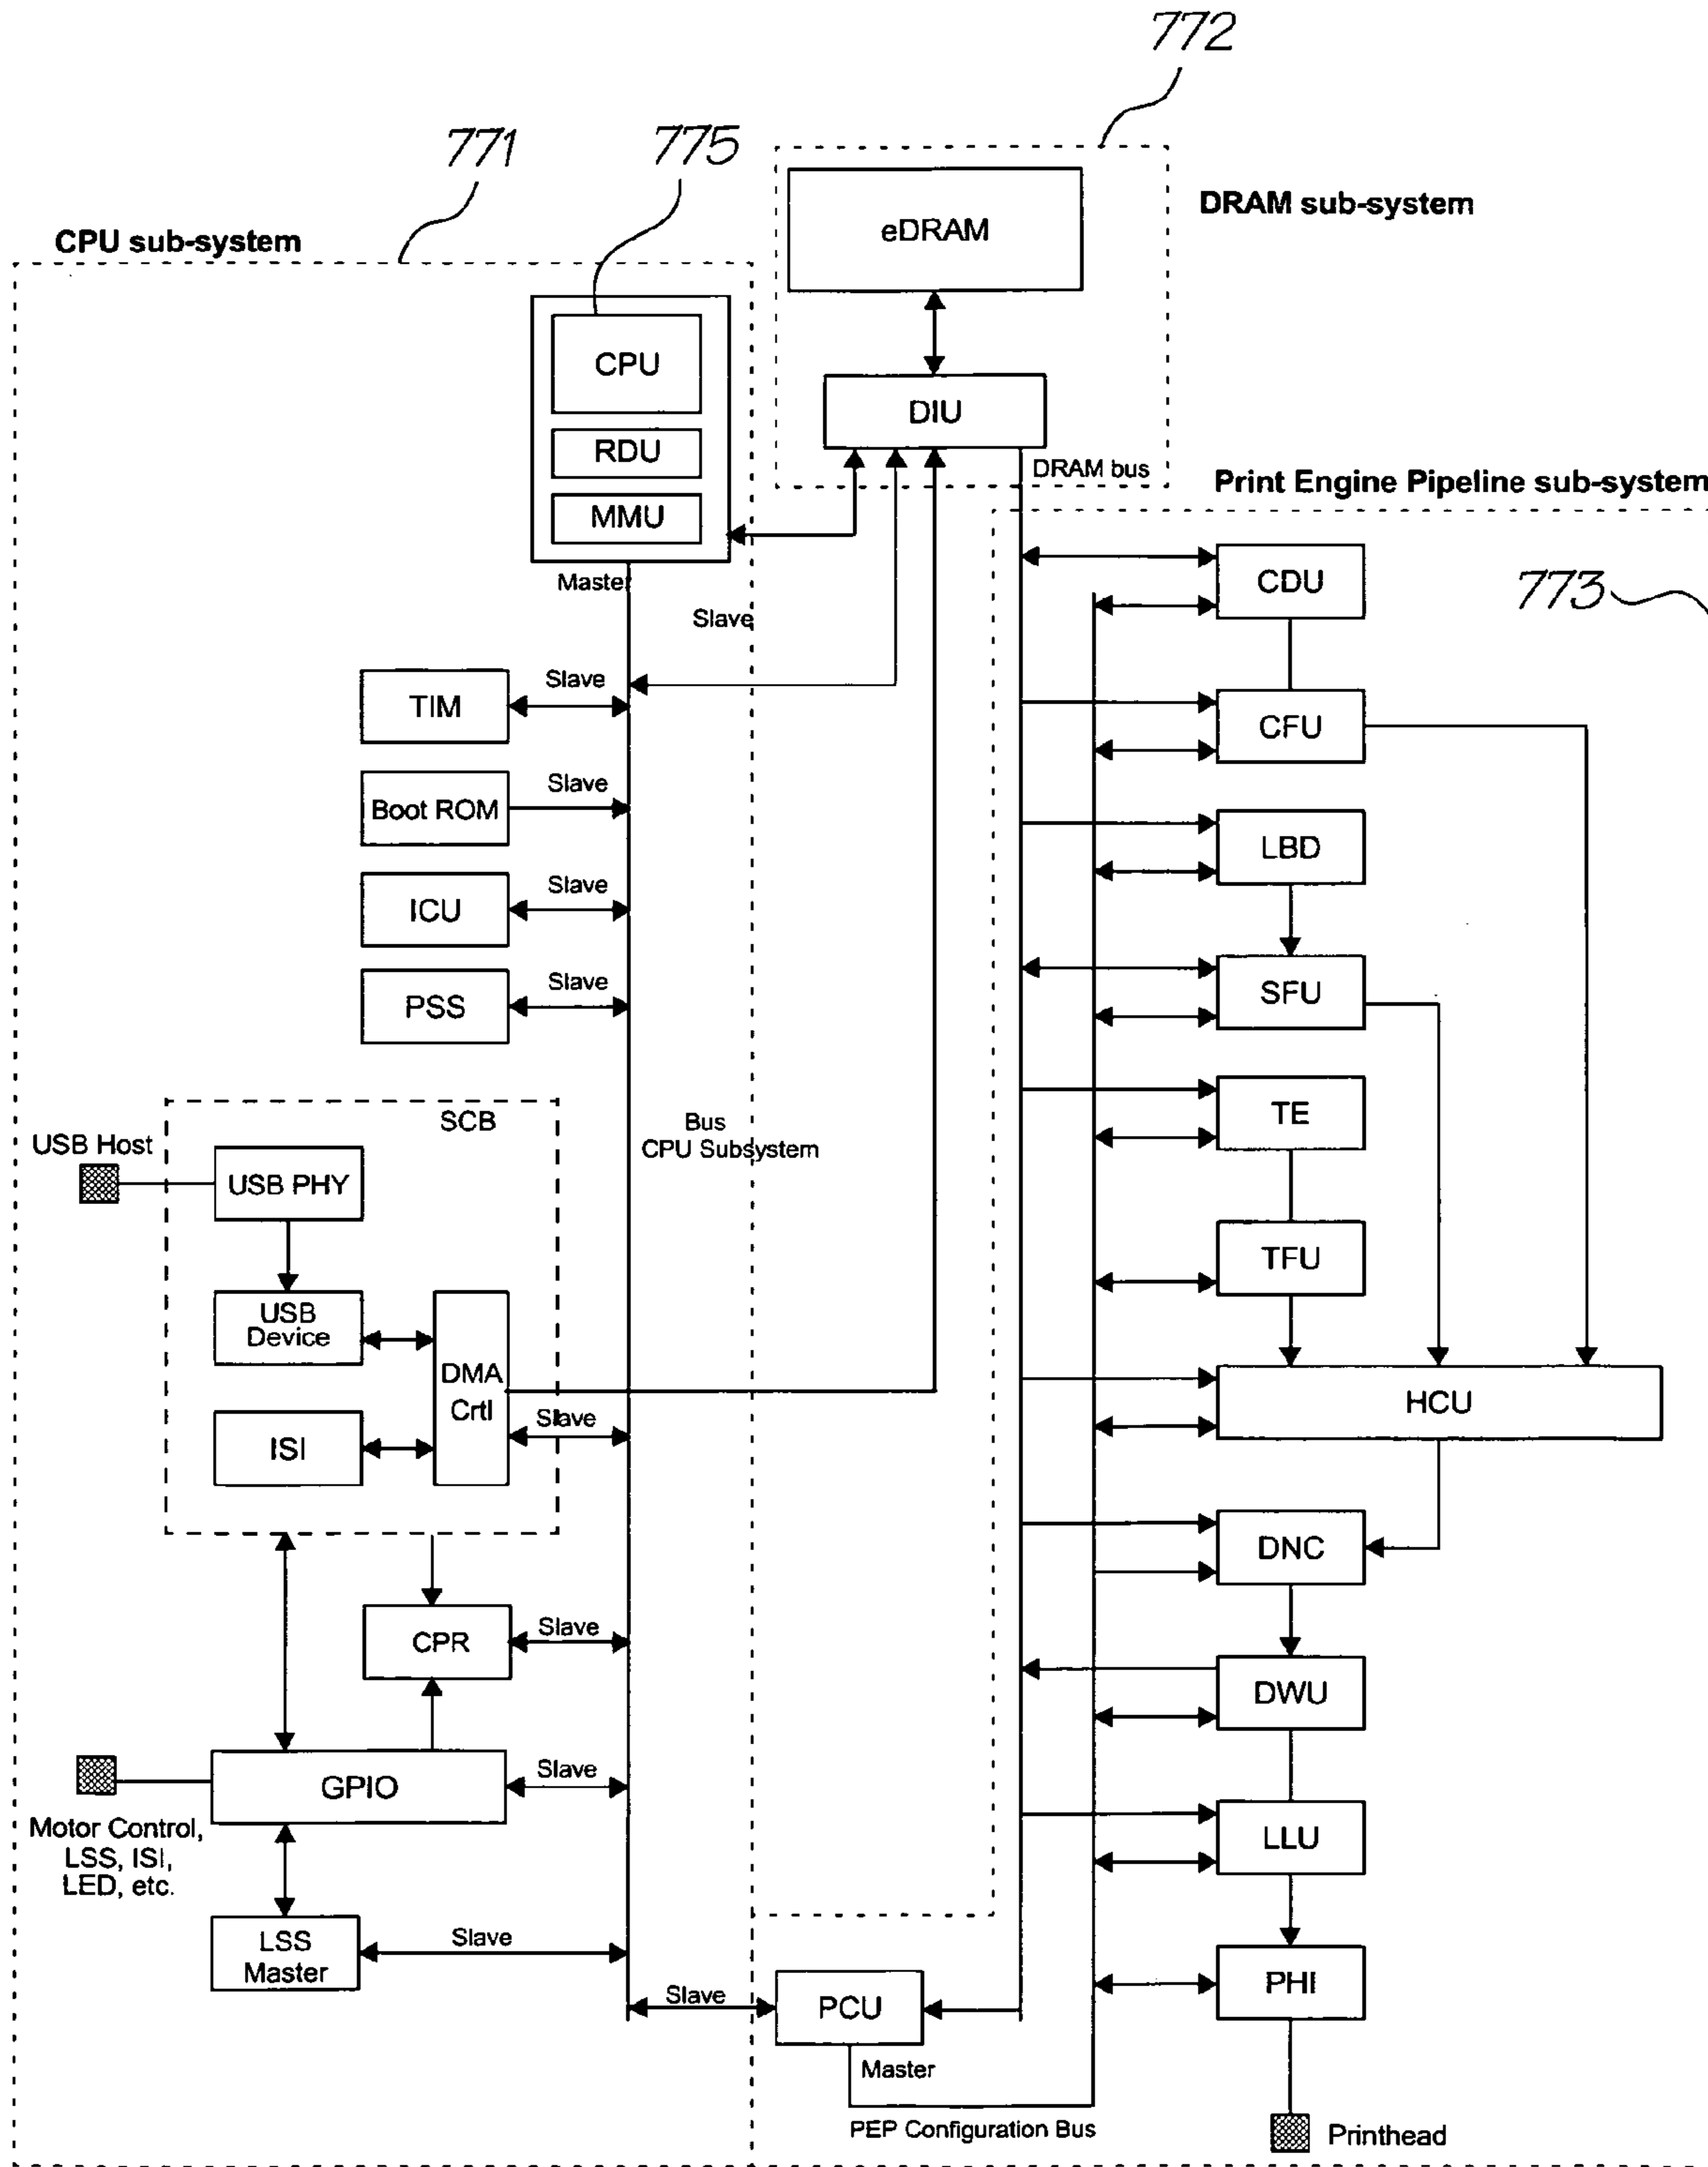 772
771
775
DRAM sub-system
CPU sub-system
eDRAM
CPU
DIU
RDU
DRAM bus
Print Engine Pipeline sub-system
MMU
Master
CDU
773
Slave
TIM
Slave
CFU
Boot ROM
Slave
LBD
ICU
Slave
PSS
Slave
SFU
SCB
TE
USB Host
Bus
CPU Subsystem
USB PHY
TFU
USB
Device
DMA
Crtl
HCU
Slave
ISI
DNC
CPR
Slave
DWU
GPIO
Slave
Motor Control,
LSS, ISI,
LED, etc.
LLU
LSS
Master
Slave
PHI
Slave
PCU
Master
PEP Configuration Bus
Printhead